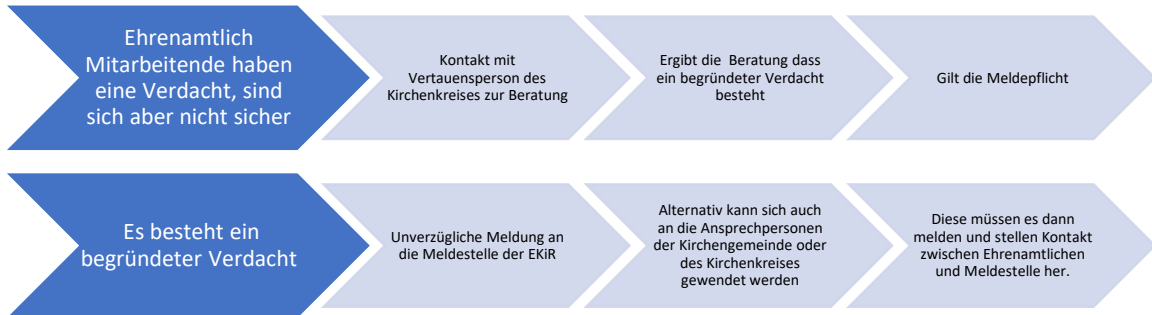 Ehrenamtlich
Mitarbeitende haben
eine Verdacht, sind
sich aber nicht sicher
Kontakt mit
Vertauensperson des
Kirchenkreises zur Beratung
Ergibt die Beratung dass
ein begründeter Verdacht
besteht
Gilt die Meldepflicht
Es besteht ein
begründeter Verdacht
Unverzügliche Meldung an
die Meldestelle der EKiR
Alternativ kann sich auch
an die Ansprechpersonen
der Kirchengemeinde oder
des Kirchenkreises
gewendet werden
Diese müssen es dann
melden und stellen Kontakt
zwischen Ehrenamtlichen
und Meldestelle her.